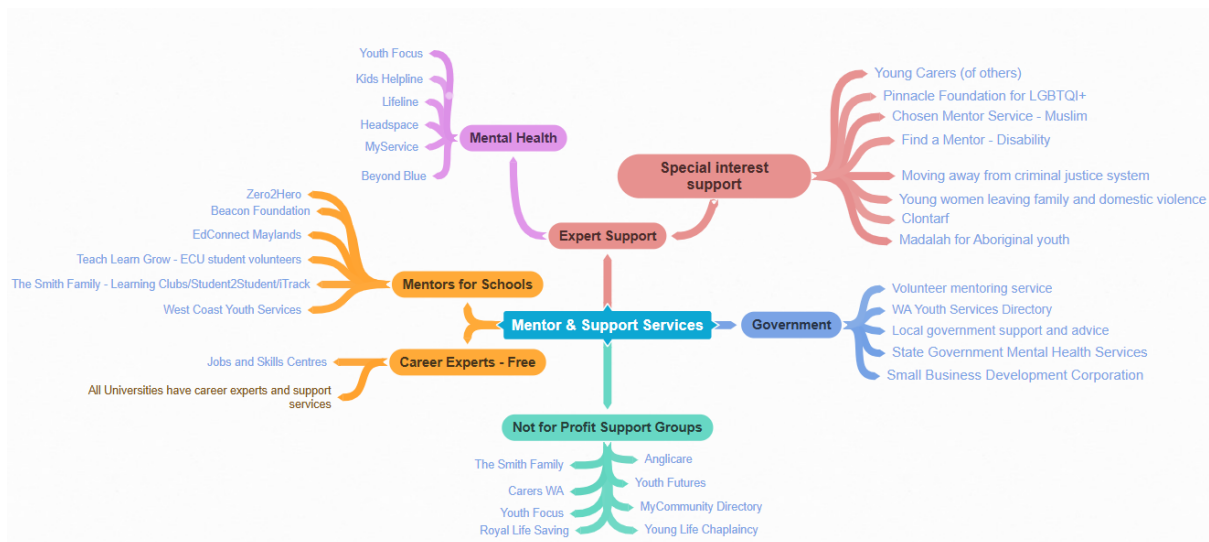 Youth Focus
Kids Helpline
Lifeline
Headspace
MyService
Beyond Blue
Mental Health
Special interest
support
Young Carers (of others)
Pinnacle Foundation for LGBTQI+
Chosen Mentor Service - Muslim
Find a Mentor - Disability
Moving away from criminal justice system
Young women leaving family and domestic violence
Clontarf
Madalah for Aboriginal youth
Expert Support
Zero2Hero
Beacon Foundation
EdConnect Maylands
Teach Learn Grow - ECU student volunteers
The Smith Family - Learning Clubs/Student2Student/iTrack
West Coast Youth Services
Mentors for Schools
Mentor & Support Services
Government
Volunteer mentoring service
WA Youth Services Directory
Local government support and advice
State Government Mental Health Services
Small Business Development Corporation
Career Experts - Free
Jobs and Skills Centres
All Universities have career experts and support
services
Not for Profit Support Groups
The Smith Family
Carers WA
Youth Focus
Royal Life Saving
Anglicare
Youth Futures
MyCommunity Directory
Young Life Chaplaincy